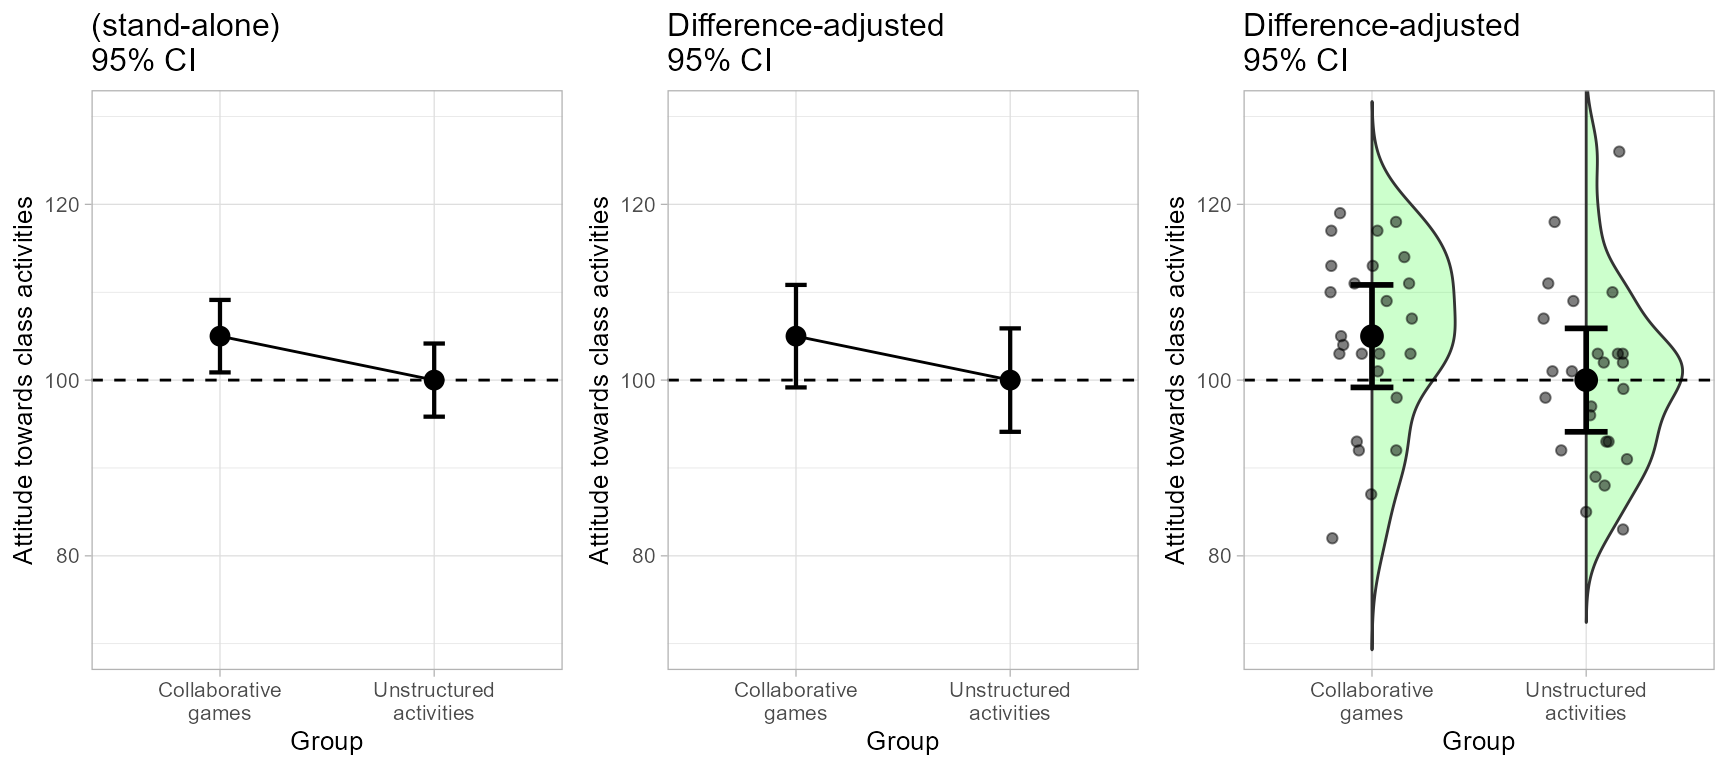 (stand-alone)
95% CI
Attitude towards class activities
120
100
80
Collaborative
games
Unstructured
activities
Group
Difference-adjusted
95% CI
Attitude towards class activities
120
100
80
Collaborative
games
Unstructured
activities
Group
Difference-adjusted
95% CI
Attitude towards class activities
120
100
80
Collaborative
games
Unstructured
activities
Group